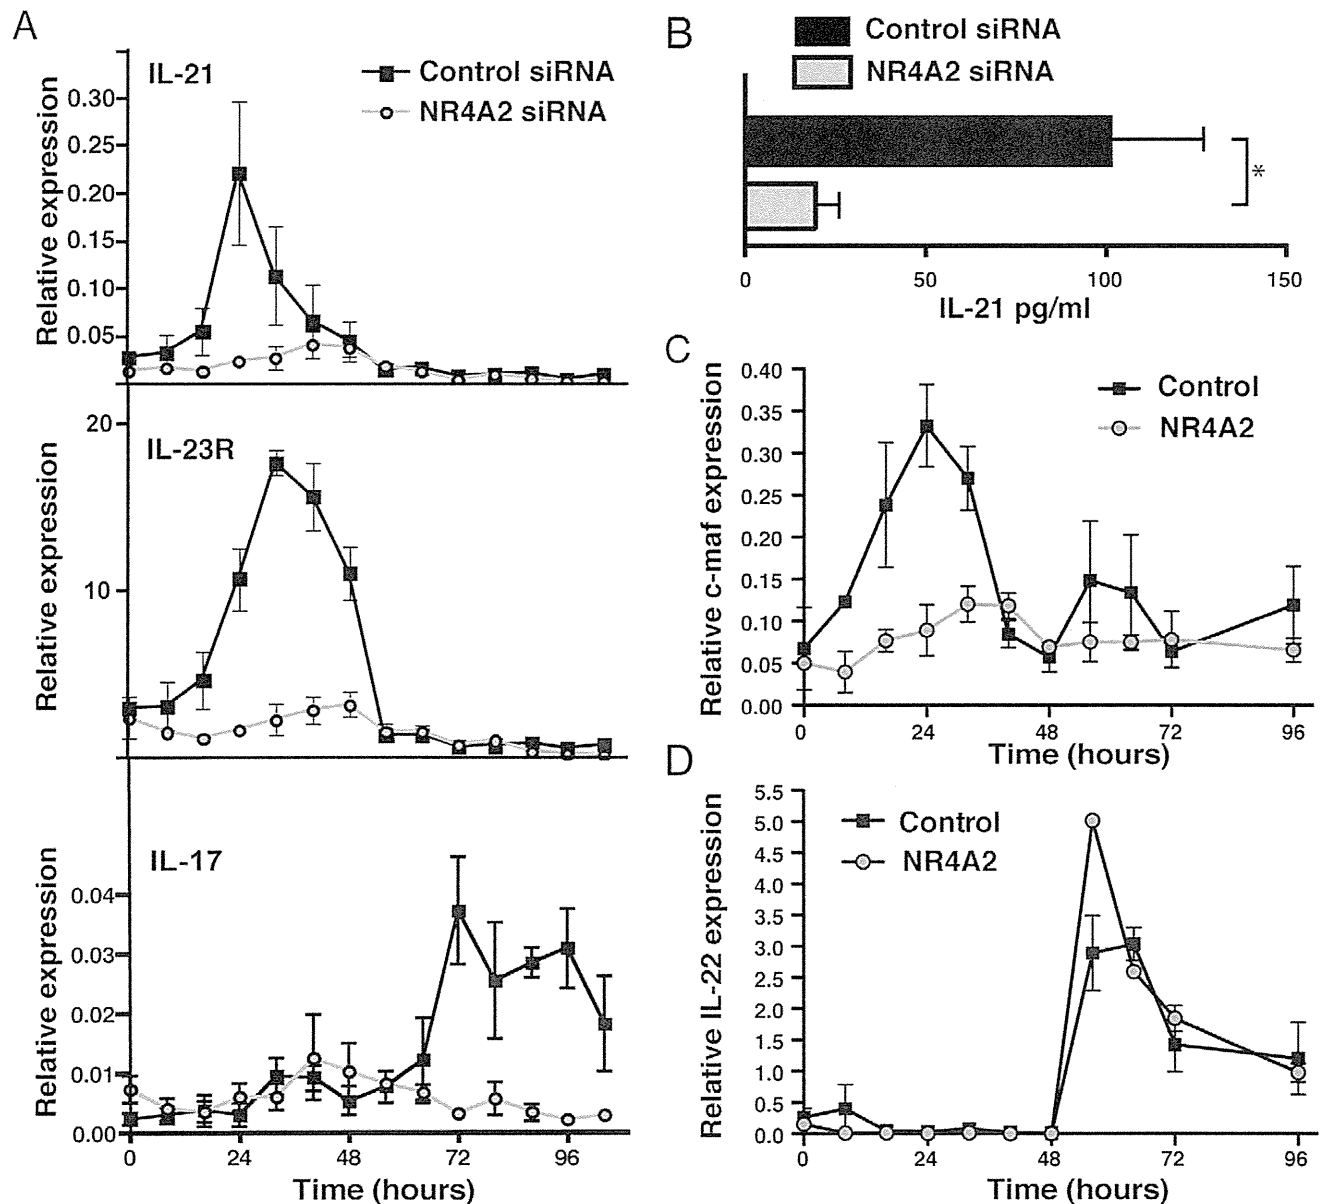 A
IL-21
Control siRNA
NR4A2 siRNA
Relative expression
0.30
0.25
0.20
0.15
0.10
0.05
IL-23R
Relative expression
20
10
IL-17
Relative expression
0.04
0.03
0.02
0.01
0.00
0 24 48 72 96
Time (hours)
B
Control siRNA
NR4A2 siRNA
*
0 50 100 150
IL-21 pg/ml
C
Control
NR4A2
Relative c-maf expression
0.40
0.35
0.30
0.25
0.20
0.15
0.10
0.05
0.00
0 24 48 72 96
Time (hours)
D
Control
NR4A2
Relative IL-22 expression
5.5
5.0
4.5
4.0
3.5
3.0
2.5
2.0
1.5
1.0
0.5
0.0
0 24 48 72 96
Time (hours)